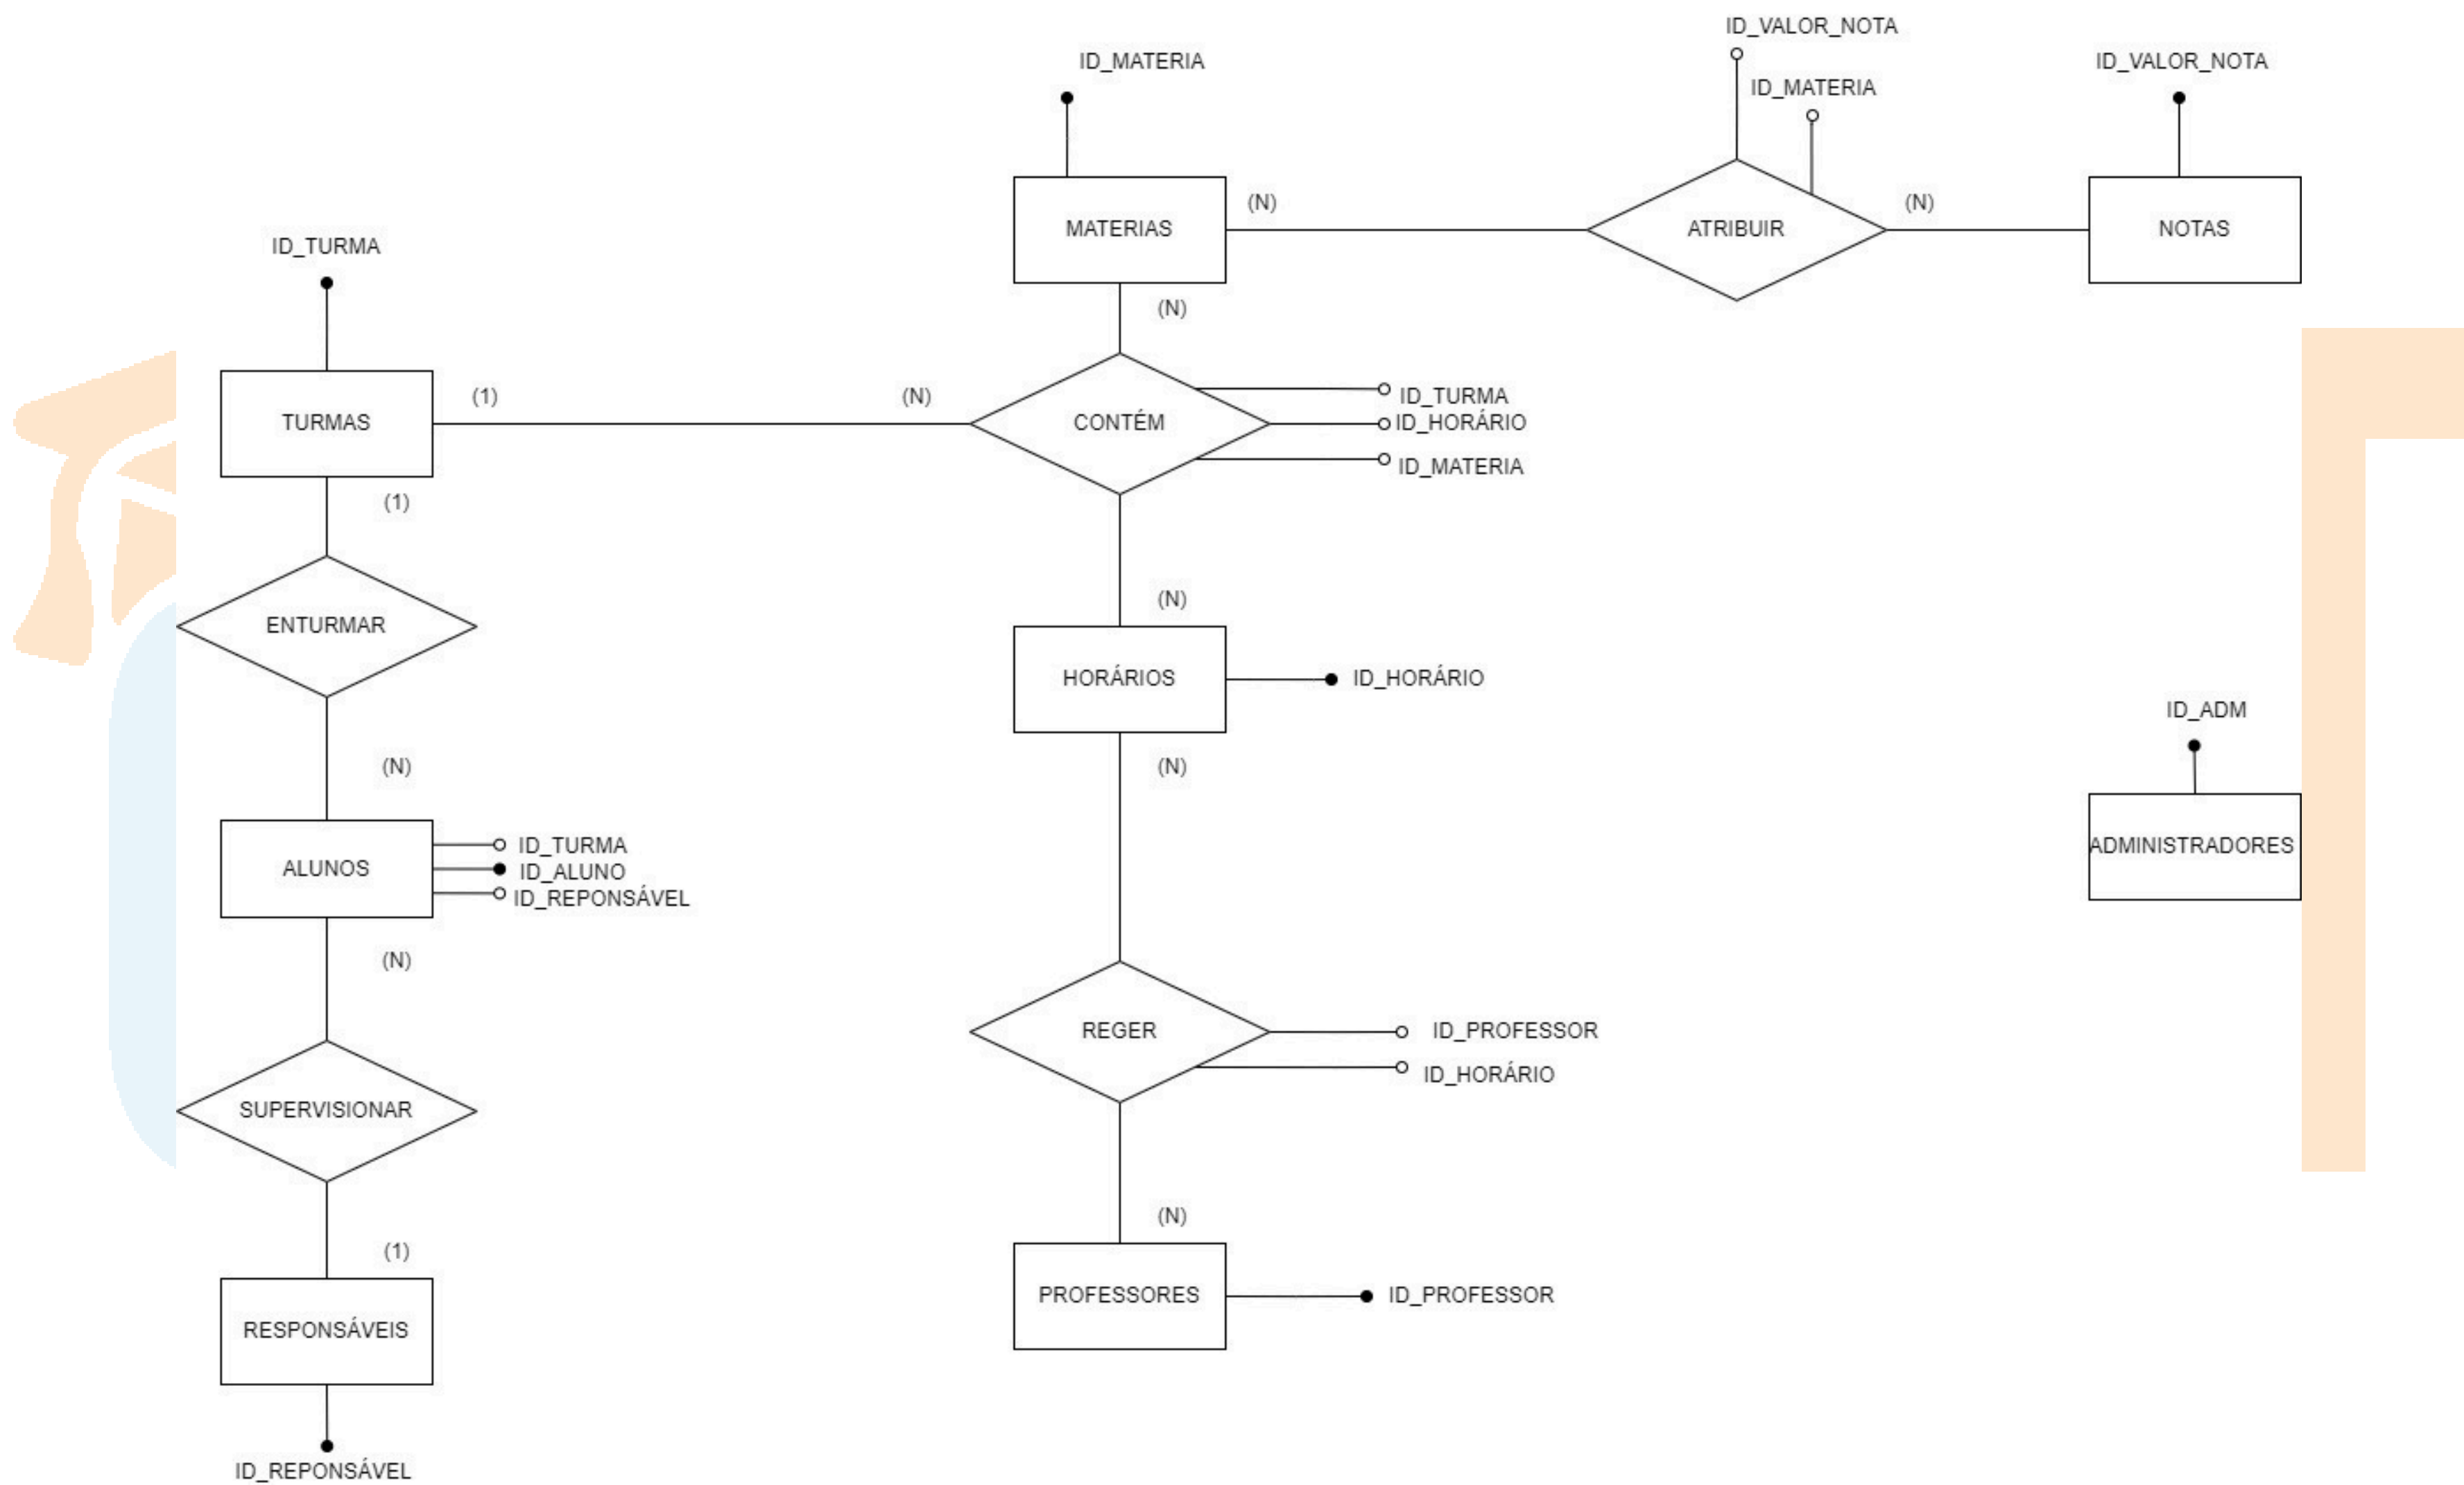 ID_VALOR_NOTA
ID_MATERIA
ID_VALOR_NOTA
ID_MATERIA
(N)
(N)
MATERIAS
ATRIBUIR
NOTAS
ID_TURMA
(N)
(1)
(N)
ID_TURMA
TURMAS
CONTÉM
ID_HORÁRIO
ID_MATERIA
(1)
(N)
ENTURMAR
HORÁRIOS
ID_HORÁRIO
ID_ADM
(N)
(N)
ID_TURMA
ADMINISTRADORES
ALUNOS
ID_ALUNO
ID_REPONSÁVEL
(N)
REGER
ID_PROFESSOR
ID_HORÁRIO
SUPERVISIONAR
(N)
(1)
PROFESSORES
ID_PROFESSOR
RESPONSÁVEIS
ID_REPONSÁVEL